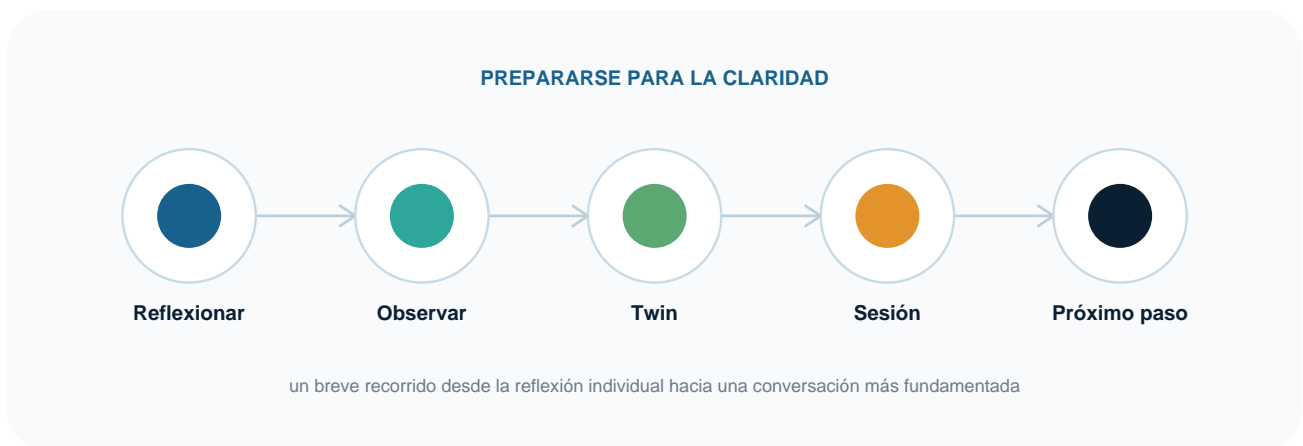 PREPARARSE PARA LA CLARIDAD
Reflexionar
Observar
Twin
Sesión
Próximo paso
un breve recorrido desde la reflexión individual hacia una conversación más fundamentada